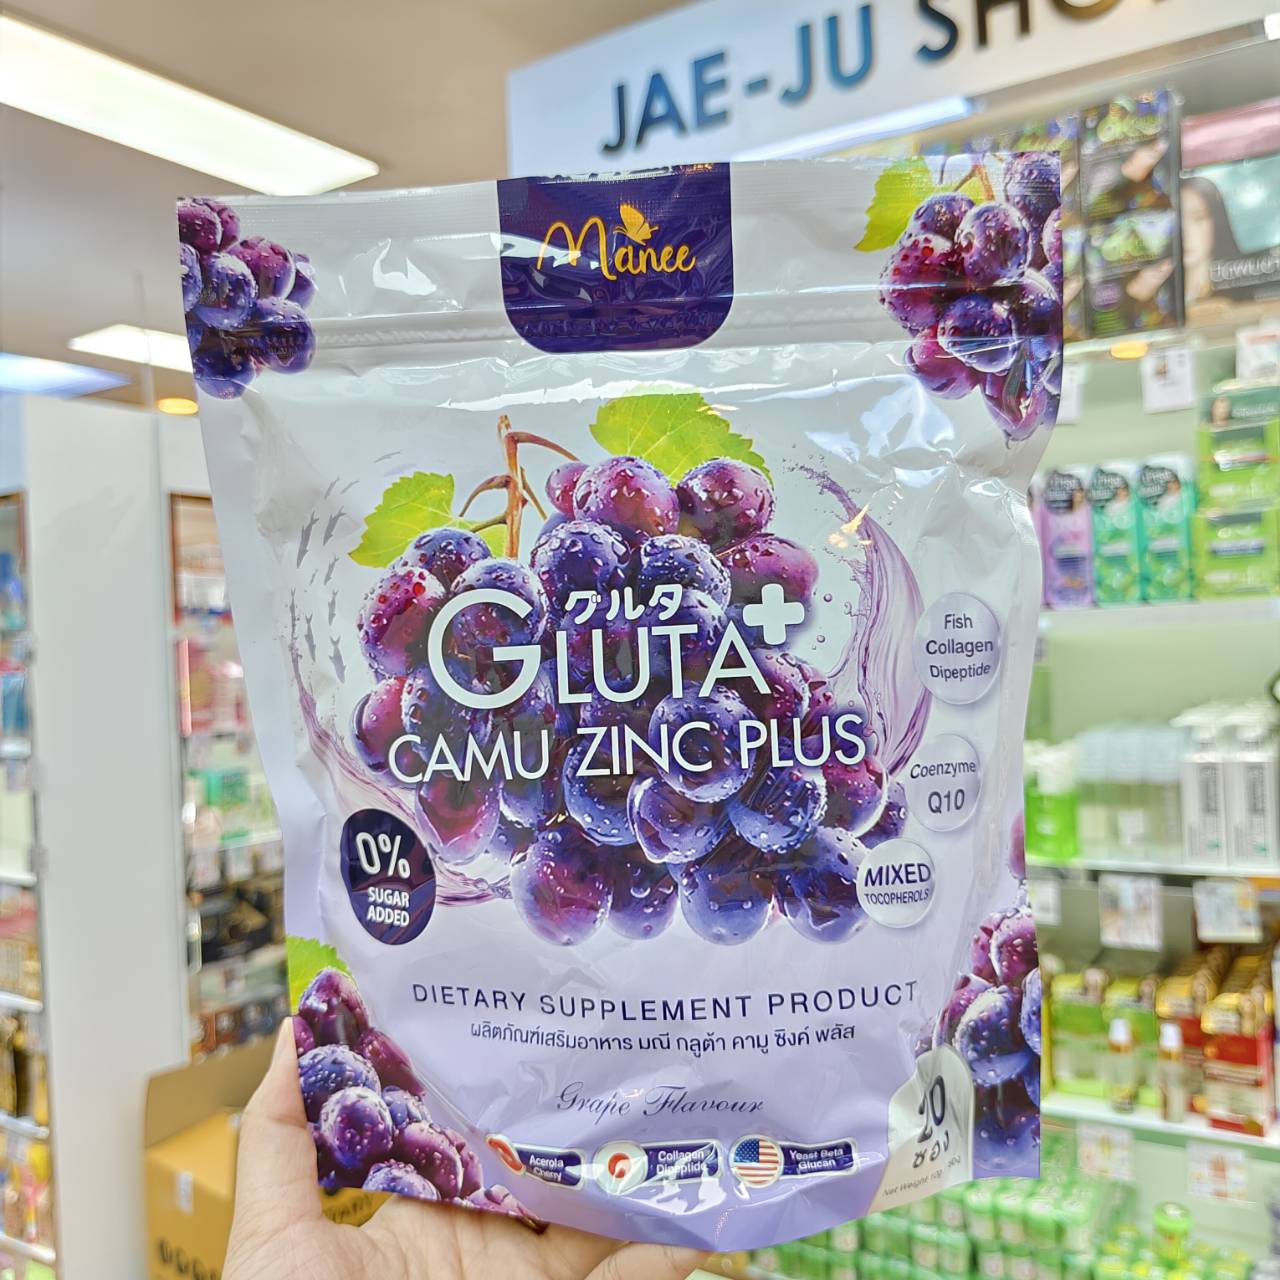 JAE-JU SHOP
Manee
グルタ
GLUTA+
CAMU ZINC PLUS
Fish
Collagen
Dipeptide
Coenzyme
Q10
MIXED
TOCOPHEROLS
0%
SUGAR
ADDED
DIETARY SUPPLEMENT PRODUCT
ผลิตภัณฑ์เสริมอาหาร มณี กลูต้า คามู ซิงค์ พลัส
Grape Flavour
Acerola
Cherry
Collagen
Dipeptide
Yeast Beta
Glucan
20
ซอง
Net Weight